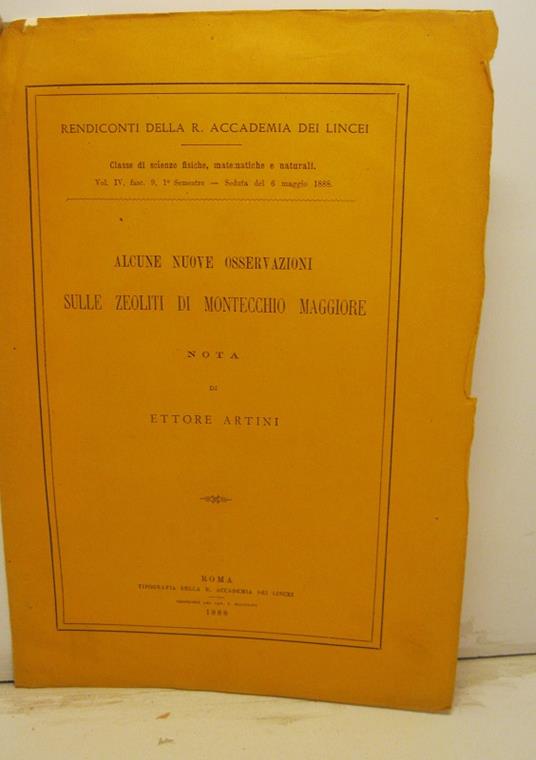 RENDICONTI DELLA R. ACCADEMIA DEI LINCEI
Classe di scienze fisiche, matematiche e naturali.
Vol. IV, fasc. 9, 1º Semestre — Seduta del 6 maggio 1888.
ALCUNE NUOVE OSSERVAZIONI
SULLE ZEOLITI DI MONTECCHIO MAGGIORE
NOTA
DI
ETTORE ARTINI
ROMA
TIPOGRAFIA DELLA R. ACCADEMIA DEI LINCEI
1888